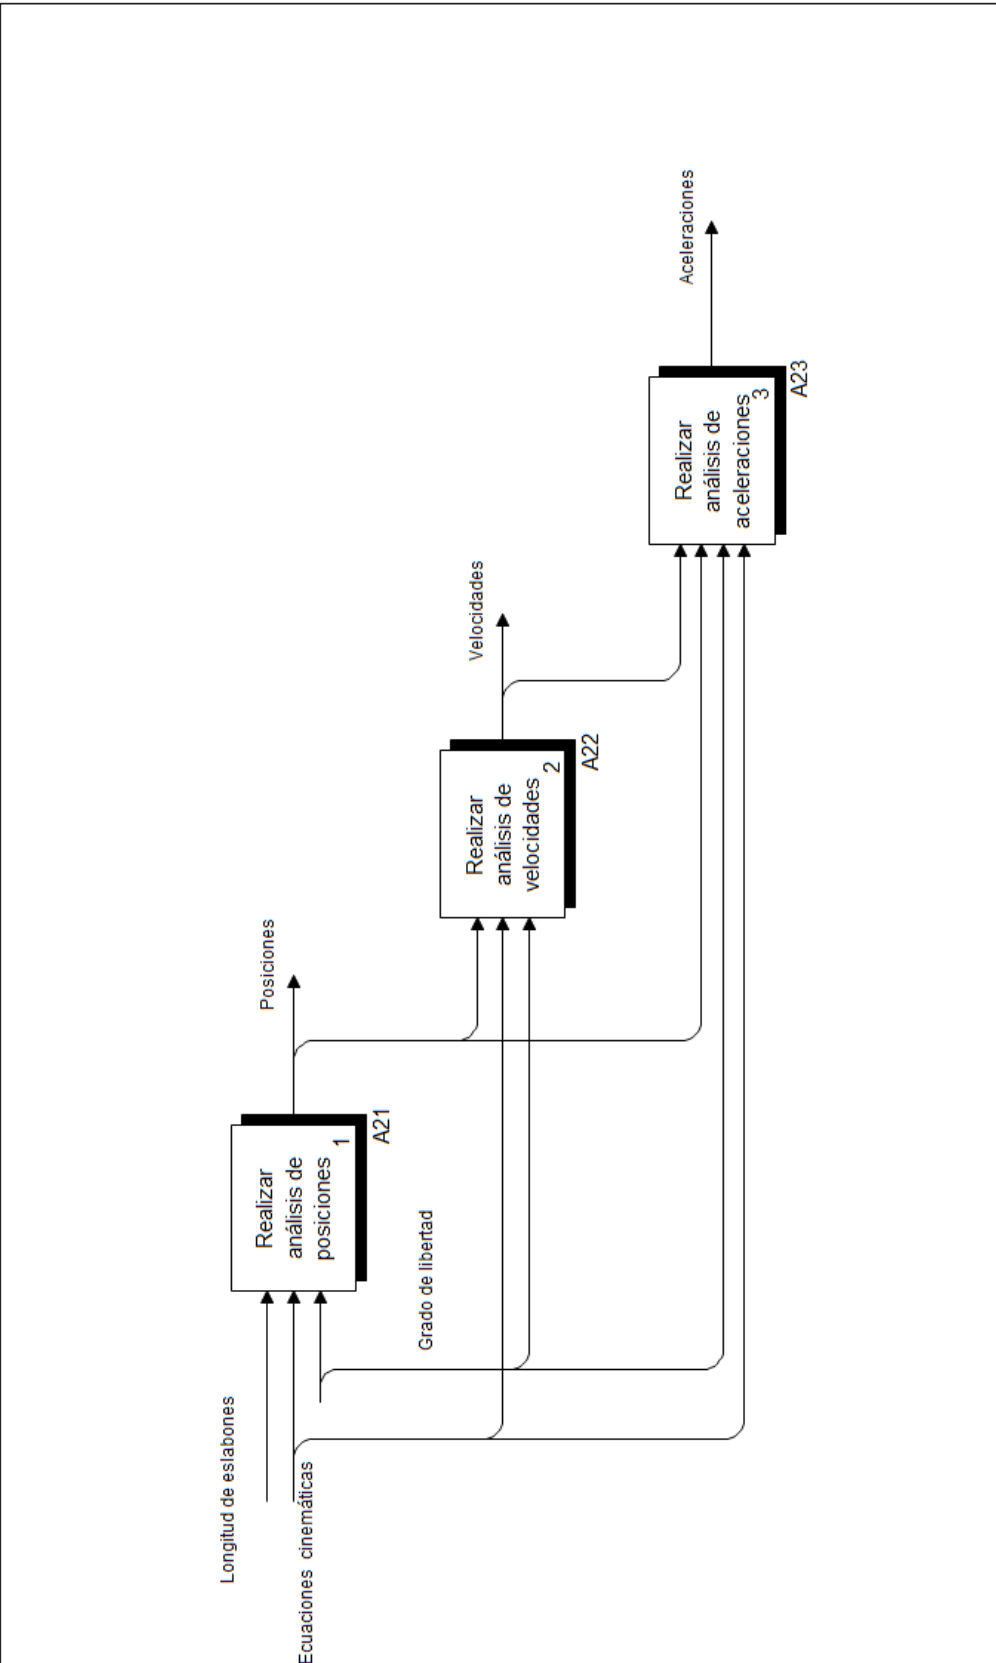 Longitud de eslabones
Ecuaciones cinemáticas
Grado de libertad
Realizar
análisis de
posiciones
1
A21
Posiciones
Realizar
análisis de
velocidades
2
A22
Velocidades
Realizar
análisis de
aceleraciones
3
A23
Aceleraciones